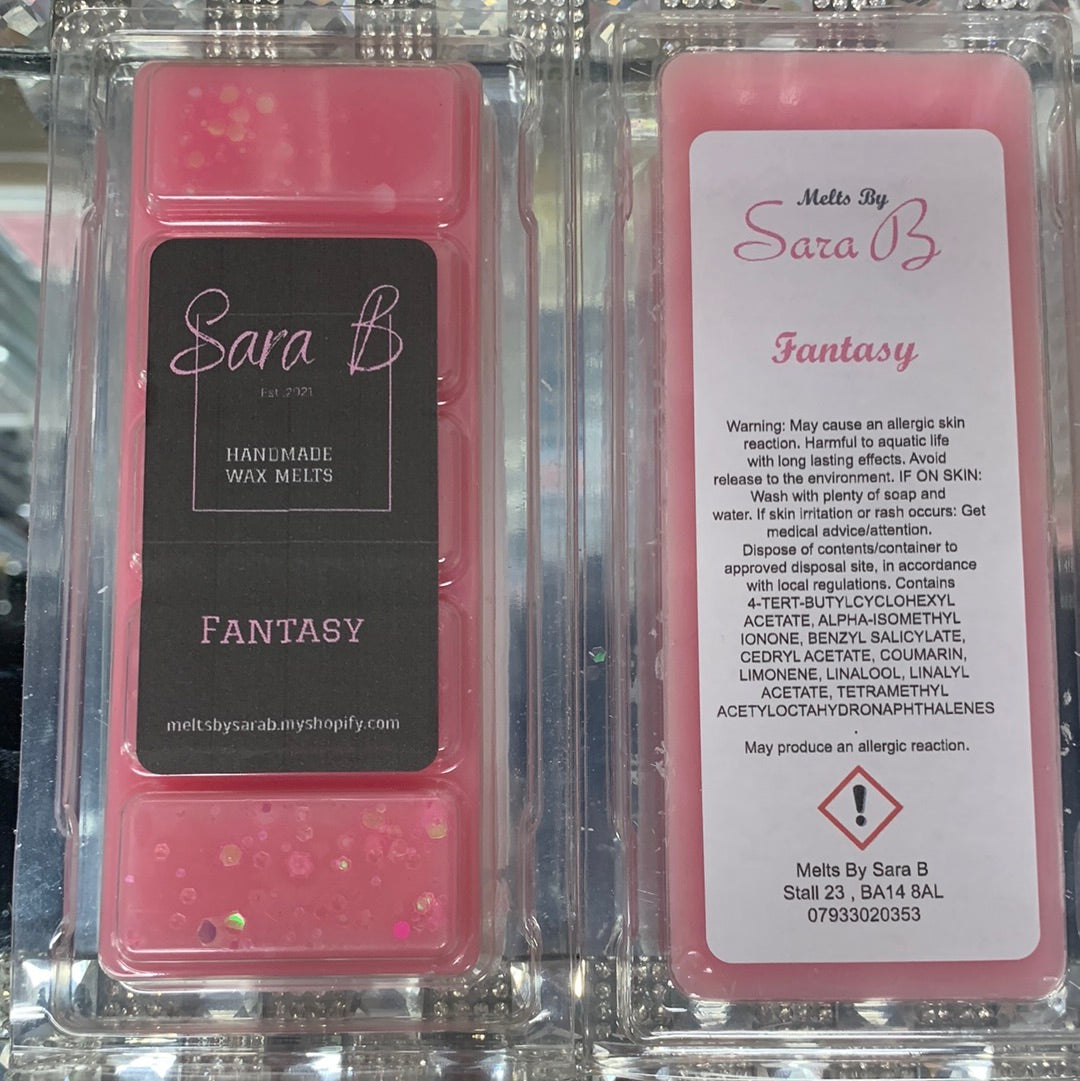 Sara B
Est .2021
HANDMADE
WAX MELTS
FANTASY
meltsbysarab.myshopify.com
Melts By
Sara B
Fantasy
Warning: May cause an allergic skin
reaction. Harmful to aquatic life
with long lasting effects. Avoid
release to the environment. IF ON SKIN:
Wash with plenty of soap and
water. If skin irritation or rash occurs: Get
medical advice/attention.
Dispose of contents/container to
approved disposal site, in accordance
with local regulations. Contains
4-TERT-BUTYLCYCLOHEXYL
ACETATE, ALPHA-ISOMETHYL
IONONE, BENZYL SALICYLATE,
CEDRYL ACETATE, COUMARIN,
LIMONENE, LINALOOL, LINALYL
ACETATE, TETRAMETHYL
ACETYLOCTAHYDRONAPHTHALENES
.
May produce an allergic reaction.
Melts By Sara B
Stall 23 , BA14 8AL
07933020353